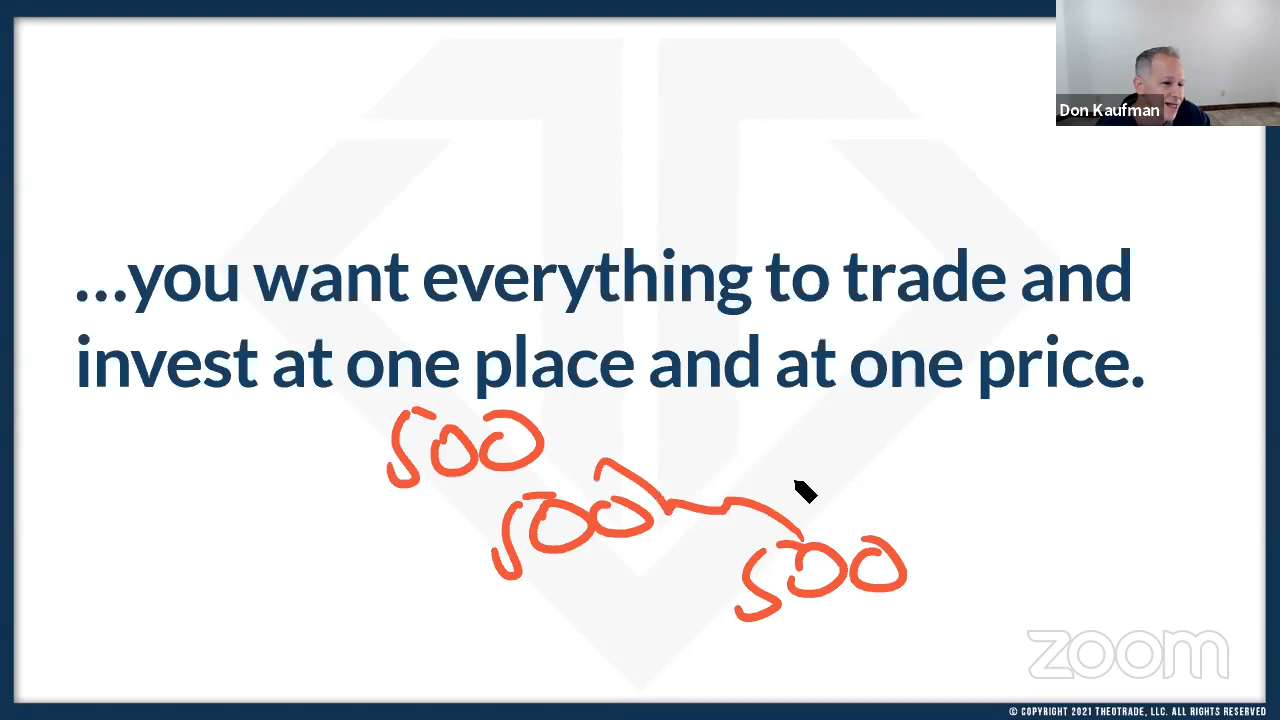 Don Kaufman
...you want everything to trade and
invest at one place and at one price.
500
500
500
zoom
© COPYRIGHT 2021 THEOTRADE, LLC. ALL RIGHTS RESERVED